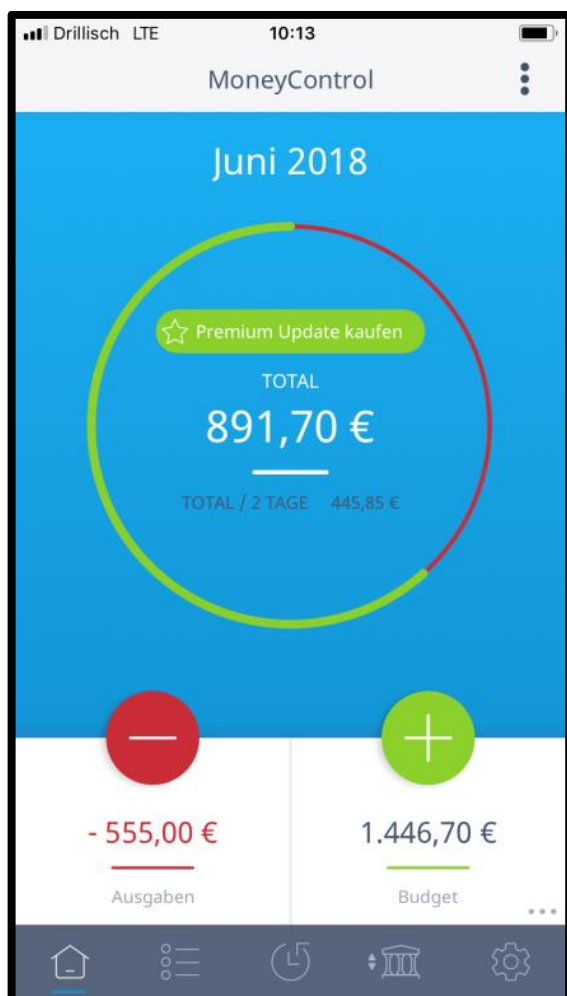 Drillisch LTE 10:13
MoneyControl
Juni 2018
Premium Update kaufen
TOTAL
891,70 €
TOTAL / 2 TAGE 445,85 €
- 555,00 € 1.446,70 €
Ausgaben Budget